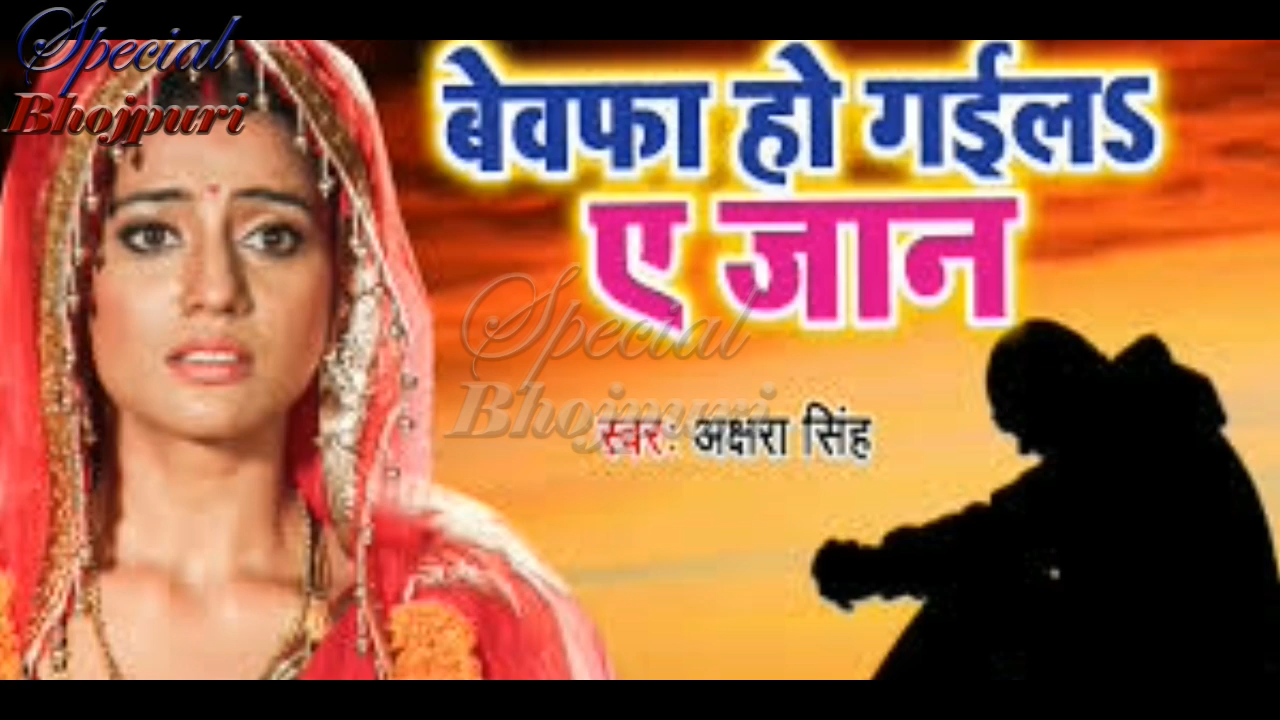 Special
Bhojpuri
बेवफा हो गईलऽ
ए जान
Special
Bhojpuri
स्वरः अक्षरा सिंह